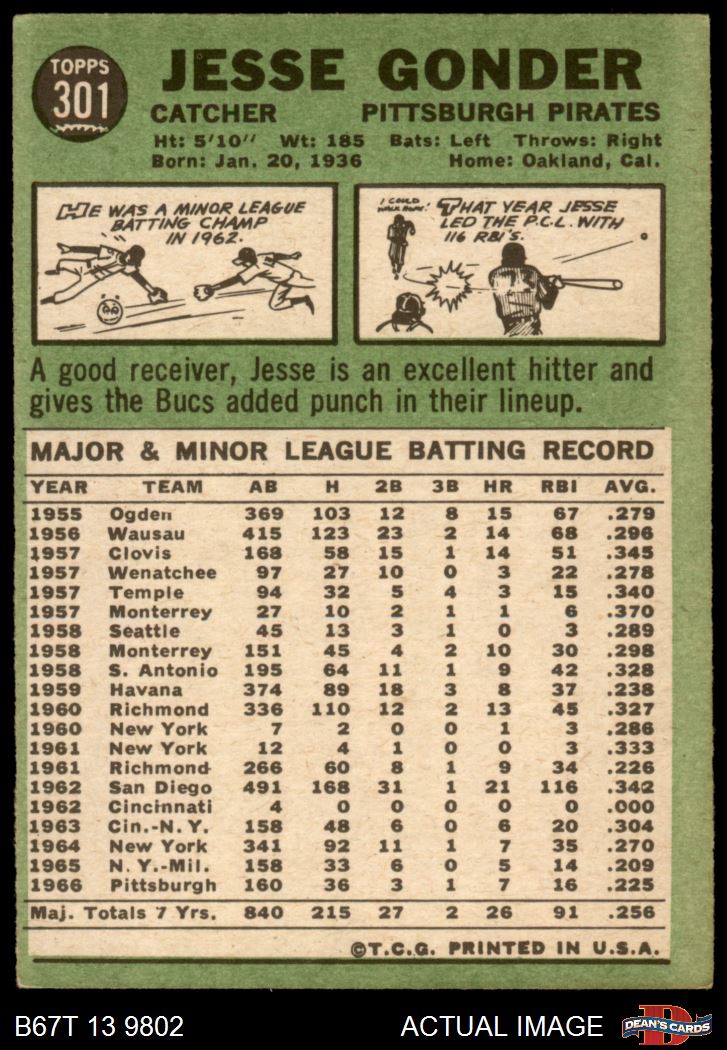 TOPPS
301
JESSE GONDER
CATCHER PITTSBURGH PIRATES
Ht: 5'10" Wt: 185 Bats: Left Throws: Right
Born: Jan. 20, 1936 Home: Oakland, Cal.
HE WAS A MINOR LEAGUE
BATTING CHAMP
IN 1962.
I COULD
WALK HOME!
THAT YEAR JESSE
LED THE P.C.L. WITH
116 RBI'S.
A good receiver, Jesse is an excellent hitter and
gives the Bucs added punch in their lineup.
MAJOR & MINOR LEAGUE BATTING RECORD
YEAR TEAM AB H 2B 3B HR RBI AVG.
1955 Ogden 369 103 12 8 15 67 .279
1956 Wausau 415 123 23 2 14 68 .296
1957 Clovis 168 58 15 1 14 51 .345
1957 Wenatchee 97 27 10 0 3 22 .278
1957 Temple 94 32 5 4 3 15 .340
1957 Monterrey 27 10 2 1 1 6 .370
1958 Seattle 45 13 3 1 0 3 .289
1958 Monterrey 151 45 4 2 10 30 .298
1958 S. Antonio 195 64 11 1 9 42 .328
1959 Havana 374 89 18 3 8 37 .238
1960 Richmond 336 110 12 2 13 45 .327
1960 New York 7 2 0 0 1 3 .286
1961 New York 12 4 1 0 0 3 .333
1961 Richmond 266 60 8 1 9 34 .226
1962 San Diego 491 168 31 1 21 116 .342
1962 Cincinnati 4 0 0 0 0 0 .000
1963 Cin.-N. Y. 158 48 6 0 6 20 .304
1964 New York 341 92 11 1 7 35 .270
1965 N. Y.-Mil. 158 33 6 0 5 14 .209
1966 Pittsburgh 160 36 3 1 7 16 .225
Maj. Totals 7 Yrs. 840 215 27 2 26 91 .256
©T.C.G. PRINTED IN U.S.A.
B67T 13 9802 ACTUAL IMAGE
D
DEAN'S CARDS